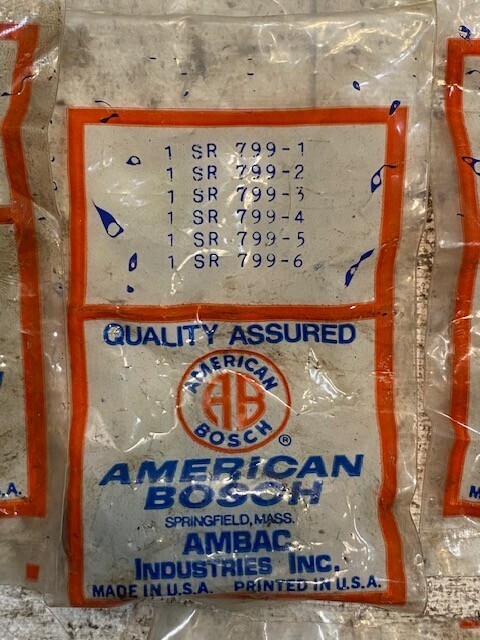 1 SR 799-1
1 SR 799-2
1 SR 799-3
1 SR 799-4
1 SR 799-5
1 SR 799-6
QUALITY ASSURED
AMERICAN
AB
BOSCH
®
AMERICAN
BOSCH
SPRINGFIELD, MASS.
AMBAC
INDUSTRIES INC.
MADE IN U.S.A. PRINTED IN U.S.A.
.A.
M